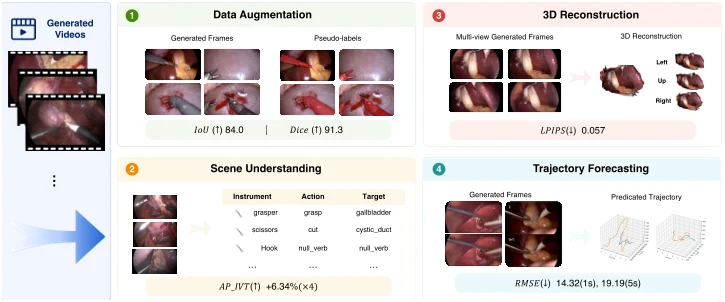 Generated
Videos
1 Data Augmentation
Generated Frames
Pseudo-labels
IoU (↑) 84.0 | Dice (↑) 91.3
2 Scene Understanding
Instrument Action Target
grasper grasp gallbladder
scissors cut cystic_duct
Hook null_verb null_verb
... ... ...
AP_IVT(↑) +6.34%(×4)
3 3D Reconstruction
Multi-view Generated Frames
3D Reconstruction
Left
Up
Right
LPIPS(↓) 0.057
4 Trajectory Forecasting
Generated Frames
Predicated Trajectory
RMSE(↓) 14.32(1s), 19.19(5s)